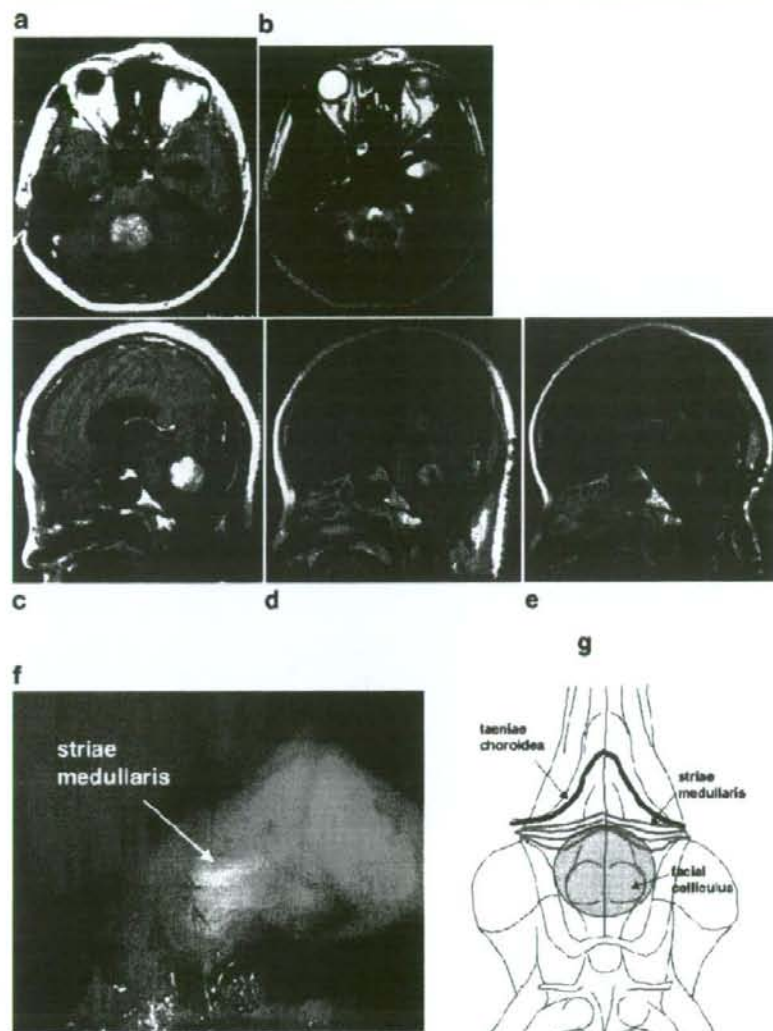 a
b
c
d
e
f
g
striae
medullaris
taeniae
choroidea
striae
medullaris
facial
colliculus